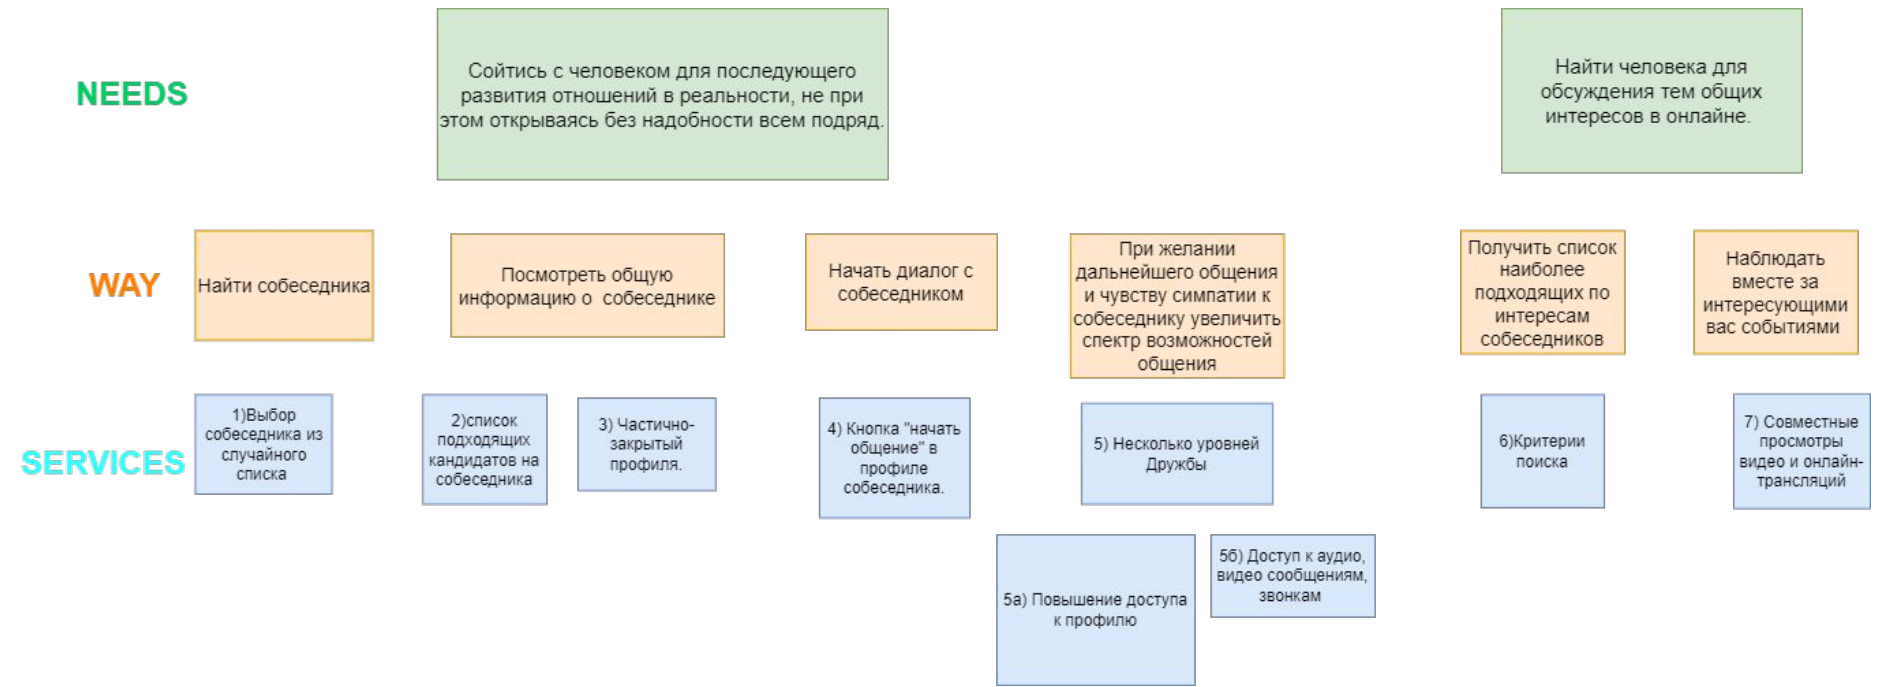 NEEDS
Сойтись с человеком для последующего
развития отношений в реальности, не при
этом открываясь без надобности всем подряд.
Найти человека для
обсуждения тем общих
интересов в онлайне.
WAY
Найти собеседника
Посмотреть общую
информацию о собеседнике
Начать диалог с
собеседником
При желании
дальнейшего общения
и чувству симпатии к
собеседнику увеличить
спектр возможностей
общения
Получить список
наиболее
подходящих по
интересам
собеседников
Наблюдать
вместе за
интересующими
вас событиями
SERVICES
1)Выбор
собеседника из
случайного
списка
2)список
подходящих
кандидатов на
собеседника
3) Частично-
закрытый
профиля.
4) Кнопка "начать
общение" в
профиле
собеседника.
5) Несколько уровней
Дружбы
6)Критерии
поиска
7) Совместные
просмотры
видео и онлайн-
трансляций
5а) Повышение доступа
к профилю
5б) Доступ к аудио,
видео сообщениям,
звонкам